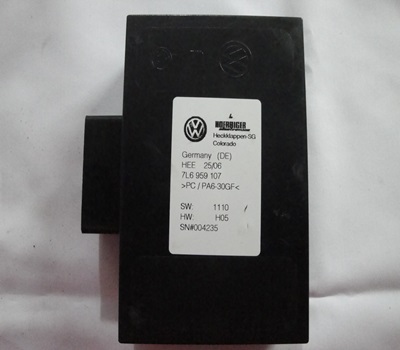 HOERBIGER
Heckklappen-SG
Colorado
Germany (DE)
HEE 25/06
7L6 959 107
>PC / PA6-30GF<
SW: 1110
HW: H05
SN#004235